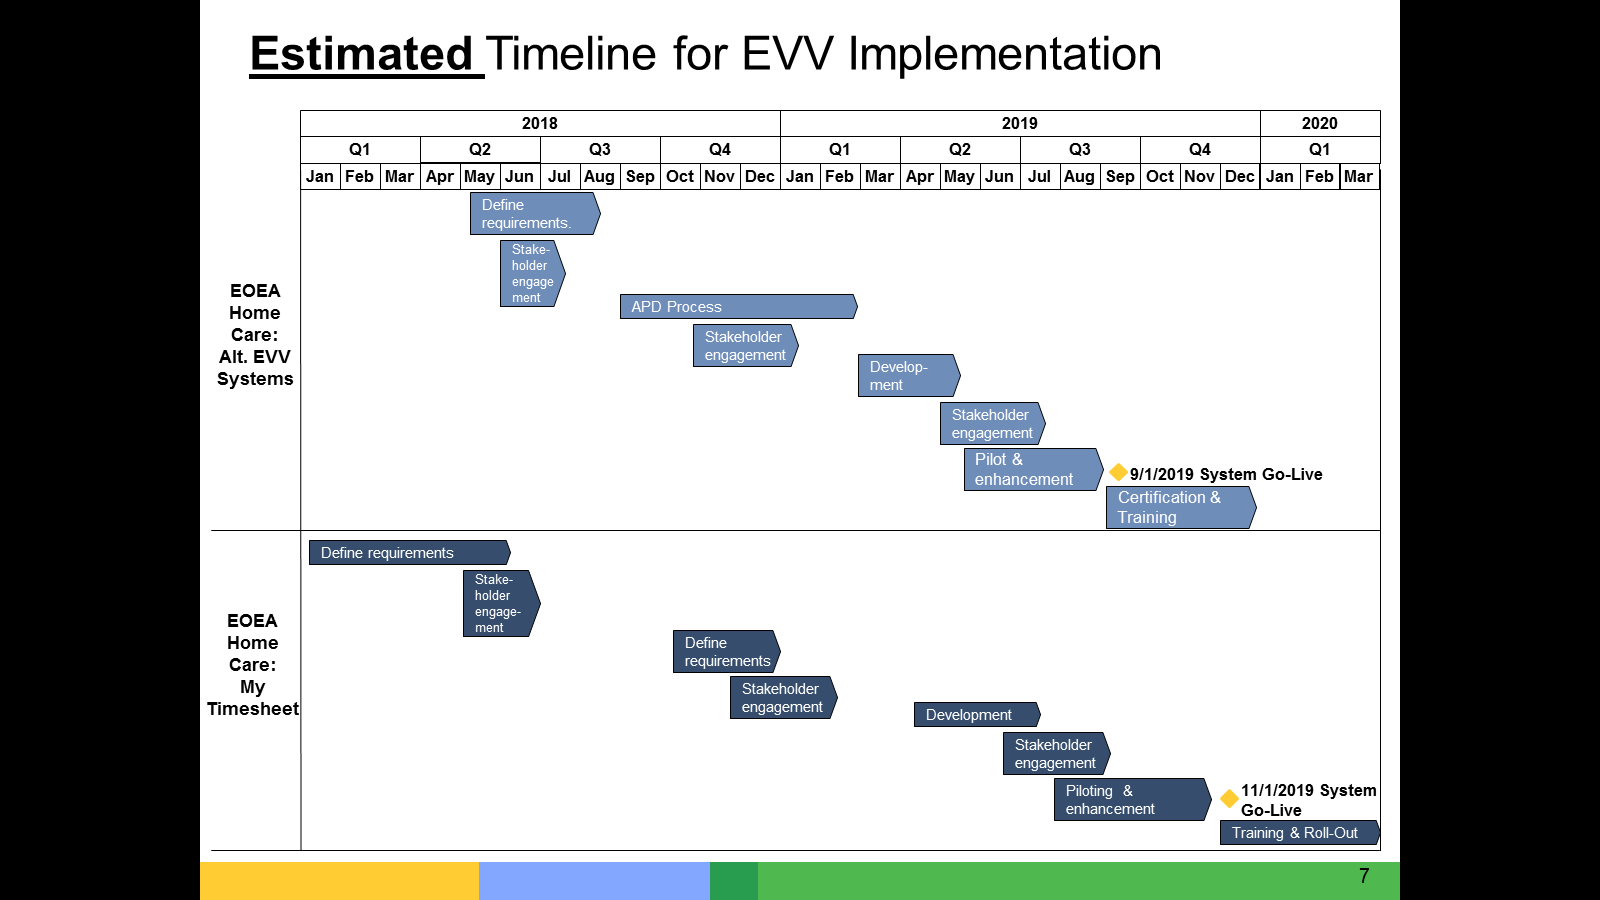 Estimated Timeline for EVV Implementation
2018 2019 2020
Q1 Q2 Q3 Q4 Q1 Q2 Q3 Q4 Q1
Jan Feb Mar Apr May Jun Jul Aug Sep Oct Nov Dec Jan Feb Mar Apr May Jun Jul Aug Sep Oct Nov Dec Jan Feb Mar
EOEA
Home
Care:
Alt. EVV
Systems
Define
requirements.
Stake-
holder
engage
ment
APD Process
Stakeholder
engagement
Develop-
ment
Stakeholder
engagement
Pilot &
enhancement
9/1/2019 System Go-Live
Certification &
Training
EOEA
Home
Care:
My
Timesheet
Define requirements
Stake-
holder
engage-
ment
Define
requirements
Stakeholder
engagement
Development
Stakeholder
engagement
Piloting &
enhancement
11/1/2019 System
Go-Live
Training & Roll-Out
7